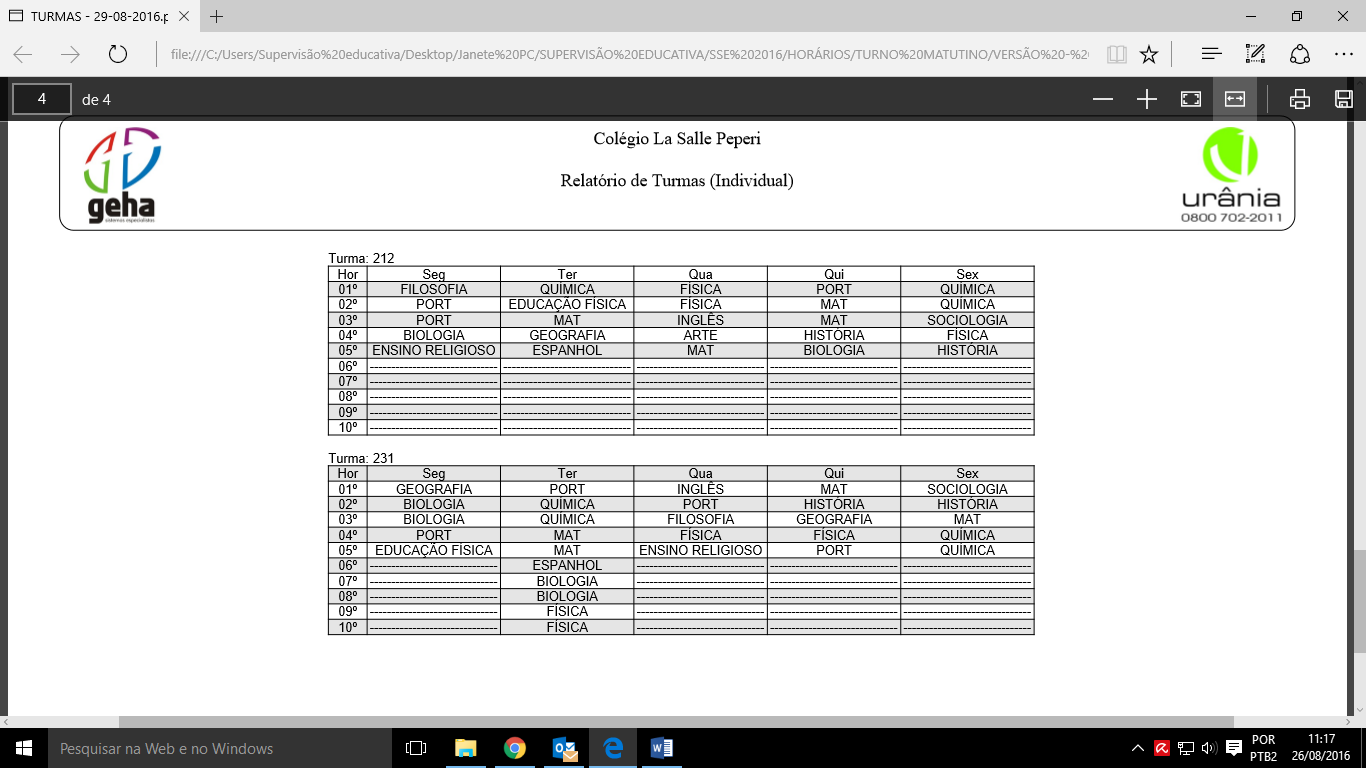 TURMAS - 29-08-2016.p
file:///C:/Users/Supervisão%20educativa/Desktop/Janete%20PC/SUPERVISÃO%20EDUCATIVA/SSE%202016/HORÁRIOS/TURNO%20MATUTINO/VERSÃO%20-%2
4 de 4
geha
Colégio La Salle Peperi
Relatório de Turmas (Individual)
urânia
0800 702-2011
Turma: 212
Hor Seg Ter Qua Qui Sex
01º FILOSOFIA QUÍMICA FÍSICA PORT QUÍMICA
02º PORT EDUCAÇÃO FÍSICA FÍSICA MAT QUÍMICA
03º PORT MAT INGLÊS MAT SOCIOLOGIA
04º BIOLOGIA GEOGRAFIA ARTE HISTÓRIA FÍSICA
05º ENSINO RELIGIOSO ESPANHOL MAT BIOLOGIA HISTÓRIA
06º
07º
08º
09º
10º
Turma: 231
Hor Seg Ter Qua Qui Sex
01º GEOGRAFIA PORT INGLÊS MAT SOCIOLOGIA
02º BIOLOGIA QUÍMICA PORT HISTÓRIA HISTÓRIA
03º BIOLOGIA QUÍMICA FILOSOFIA GEOGRAFIA MAT
04º PORT MAT FÍSICA FÍSICA QUÍMICA
05º EDUCAÇÃO FÍSICA MAT ENSINO RELIGIOSO PORT QUÍMICA
06º ESPANHOL
07º BIOLOGIA
08º BIOLOGIA
09º FÍSICA
10º FÍSICA
Pesquisar na Web e no Windows
POR 11:17
PTB2 26/08/2016